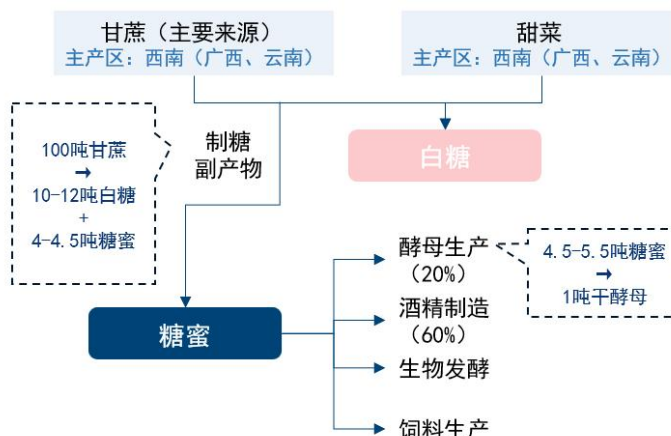 甘蔗（主要来源）
主产区：西南（广西、云南）
甜菜
主产区：西南（广西、云南）
100吨甘蔗
→
10-12吨白糖
+
4-4.5吨糖蜜
制糖
副产物
白糖
糖蜜
酵母生产
（20%）
4.5-5.5吨糖蜜
→
1吨干酵母
酒精制造
（60%）
生物发酵
饲料生产